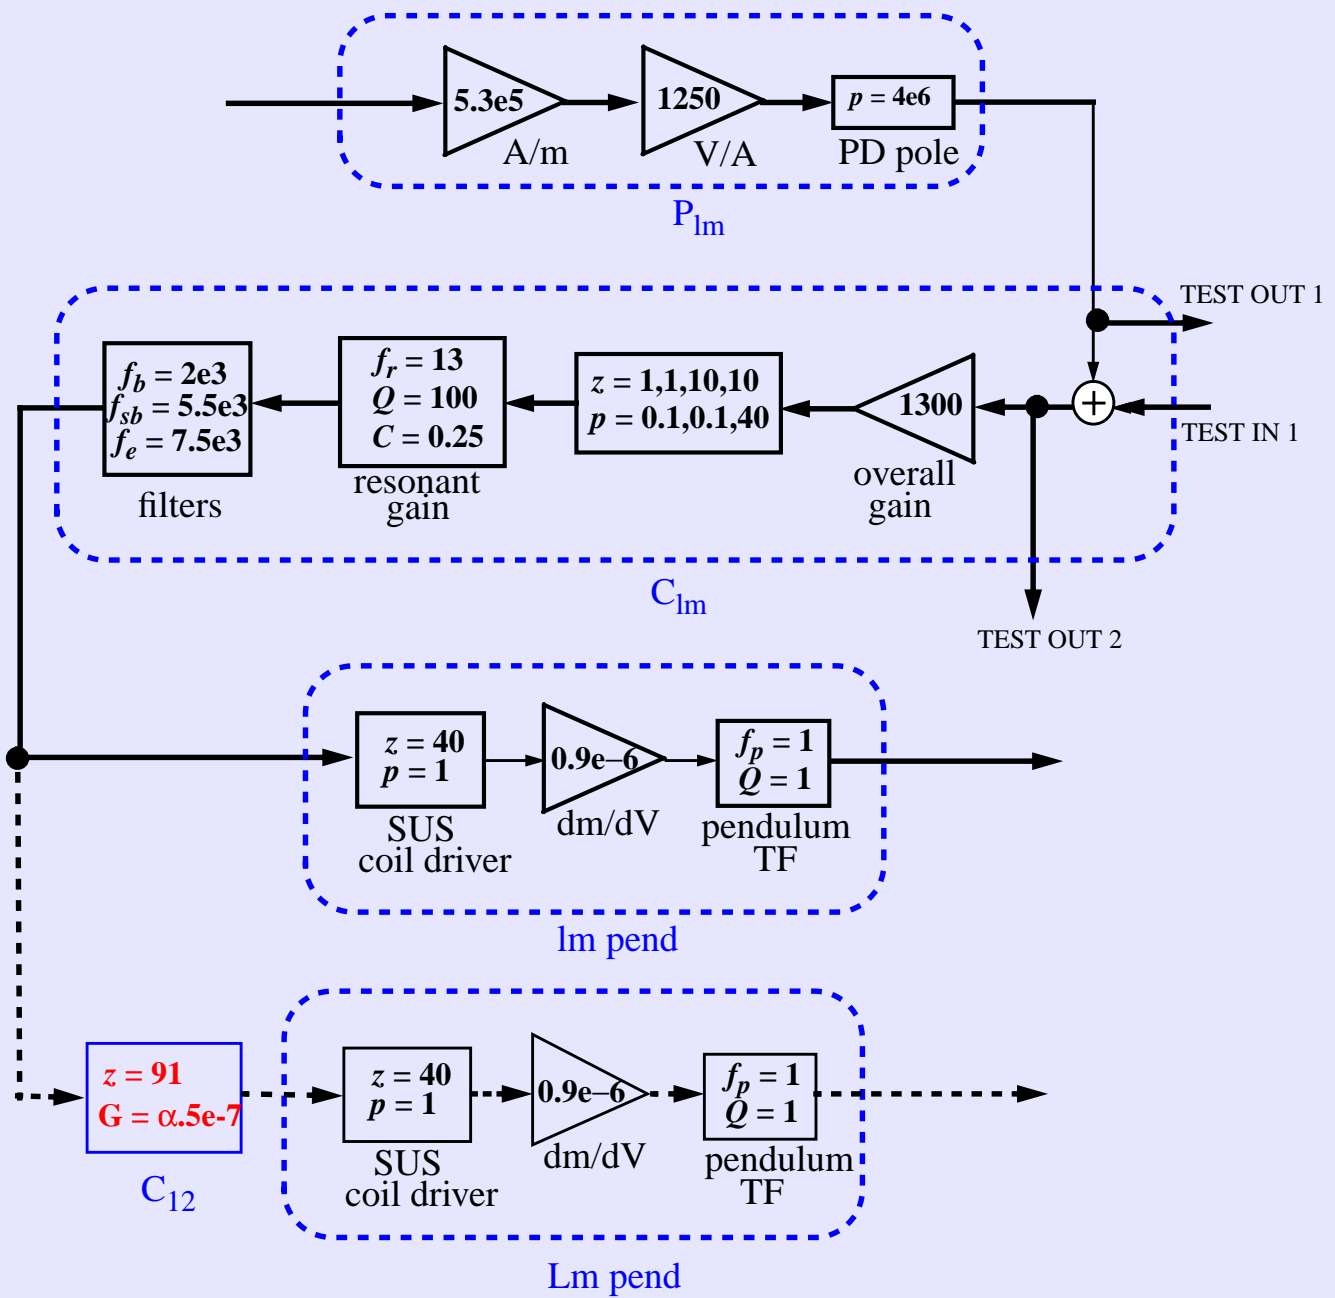 5.3e5
1250
p = 4e6
A/m
V/A
PD pole
P_lm
TEST OUT 1
f_b = 2e3
f_sb = 5.5e3
f_e = 7.5e3
filters
f_r = 13
Q = 100
C = 0.25
resonant
gain
z = 1,1,10,10
p = 0.1,0.1,40
1300
overall
gain
+
TEST IN 1
C_lm
TEST OUT 2
z = 40
p = 1
SUS
coil driver
0.9e−6
dm/dV
f_p = 1
Q = 1
pendulum
TF
lm pend
z = 91
G = α.5e-7
C_12
z = 40
p = 1
SUS
coil driver
0.9e−6
dm/dV
f_p = 1
Q = 1
pendulum
TF
Lm pend